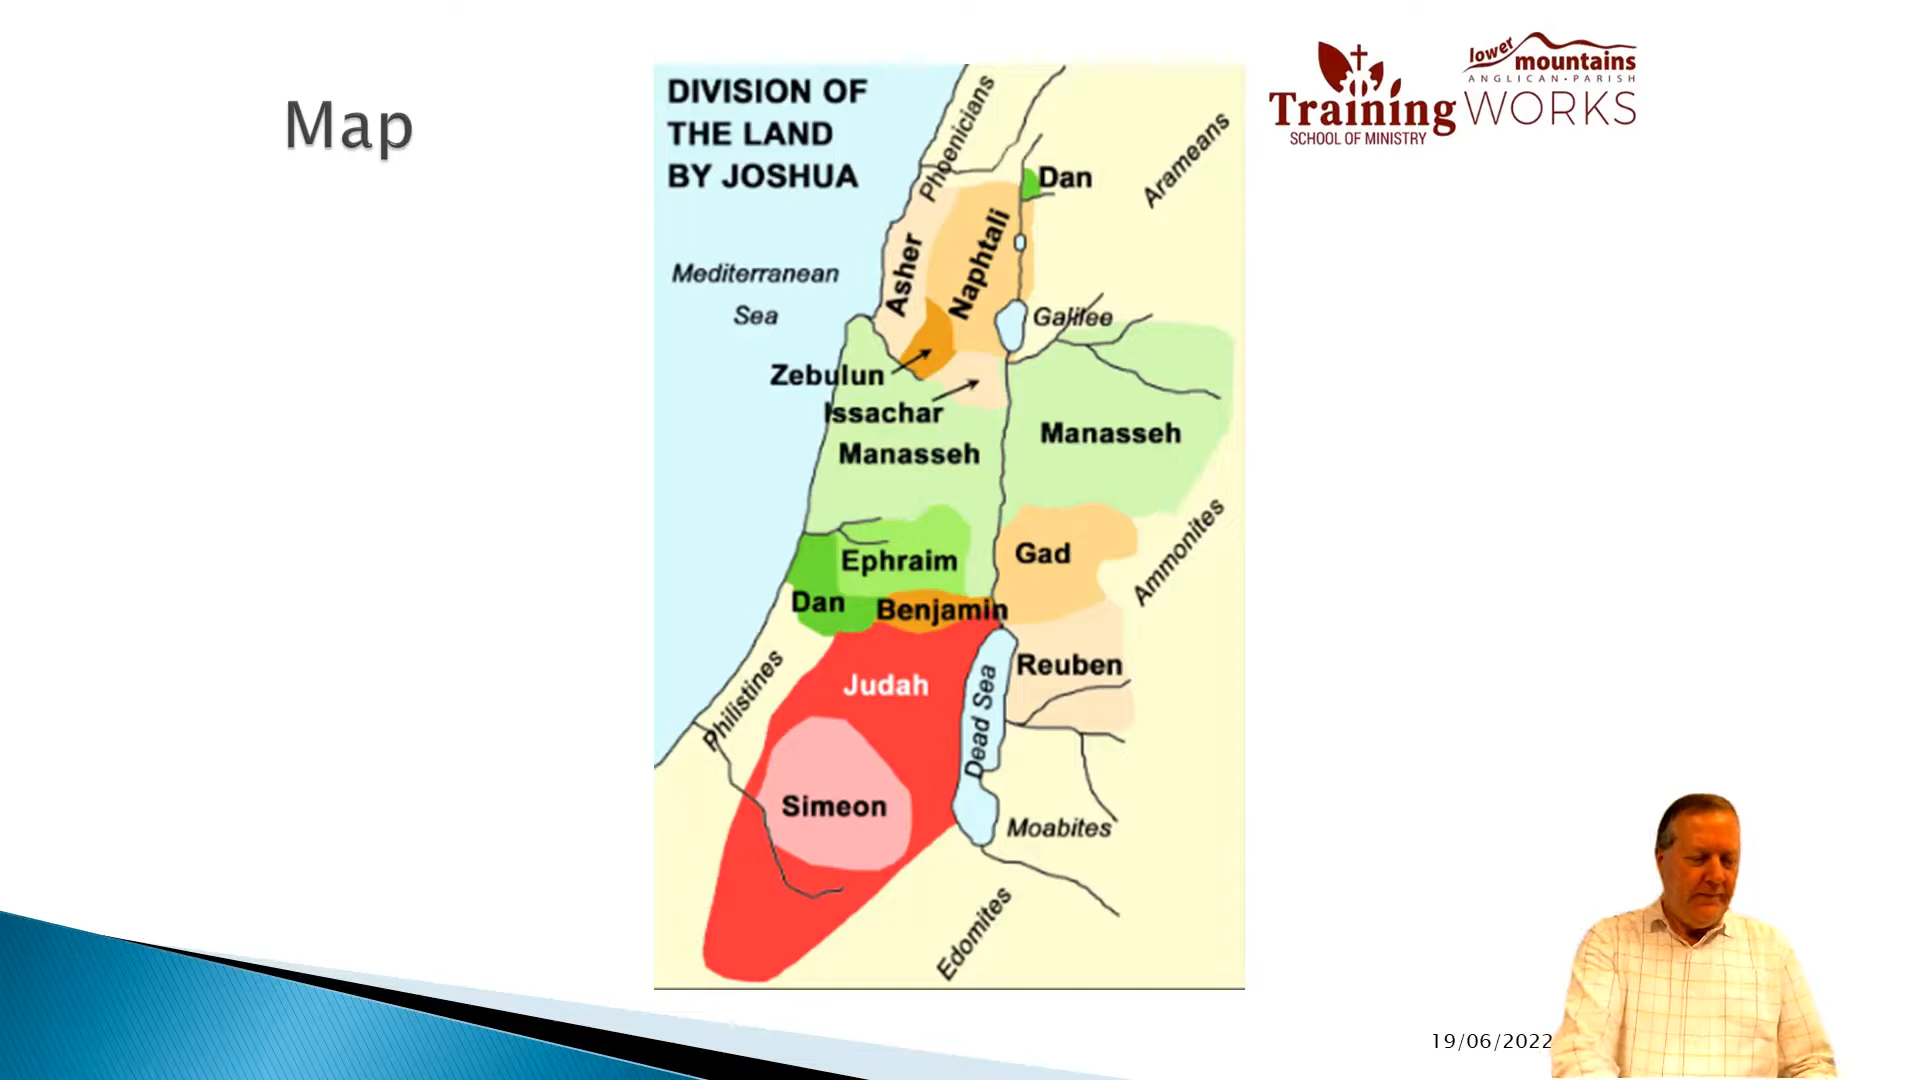 Map
DIVISION OF
THE LAND
BY JOSHUA
Phoenicians
Dan
Arameans
Asher
Naphtali
Mediterranean
Sea
Galilee
Zebulun
Issachar
Manasseh
Manasseh
Ephraim
Gad
Ammonites
Dan
Benjamin
Philistines
Judah
Dead Sea
Reuben
Simeon
Moabites
Edomites
Training
SCHOOL OF MINISTRY
lower mountains
ANGLICAN • PARISH
WORKS
19/06/2022